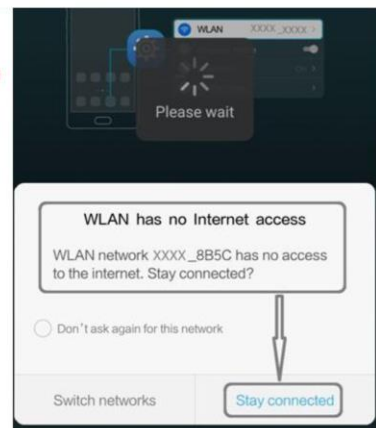 WLAN XXXX_XXXX >
Please wait
WLAN has no Internet access
WLAN network XXXX_8B5C has no access
to the internet. Stay connected?
Don't ask again for this network
Switch networks
Stay connected